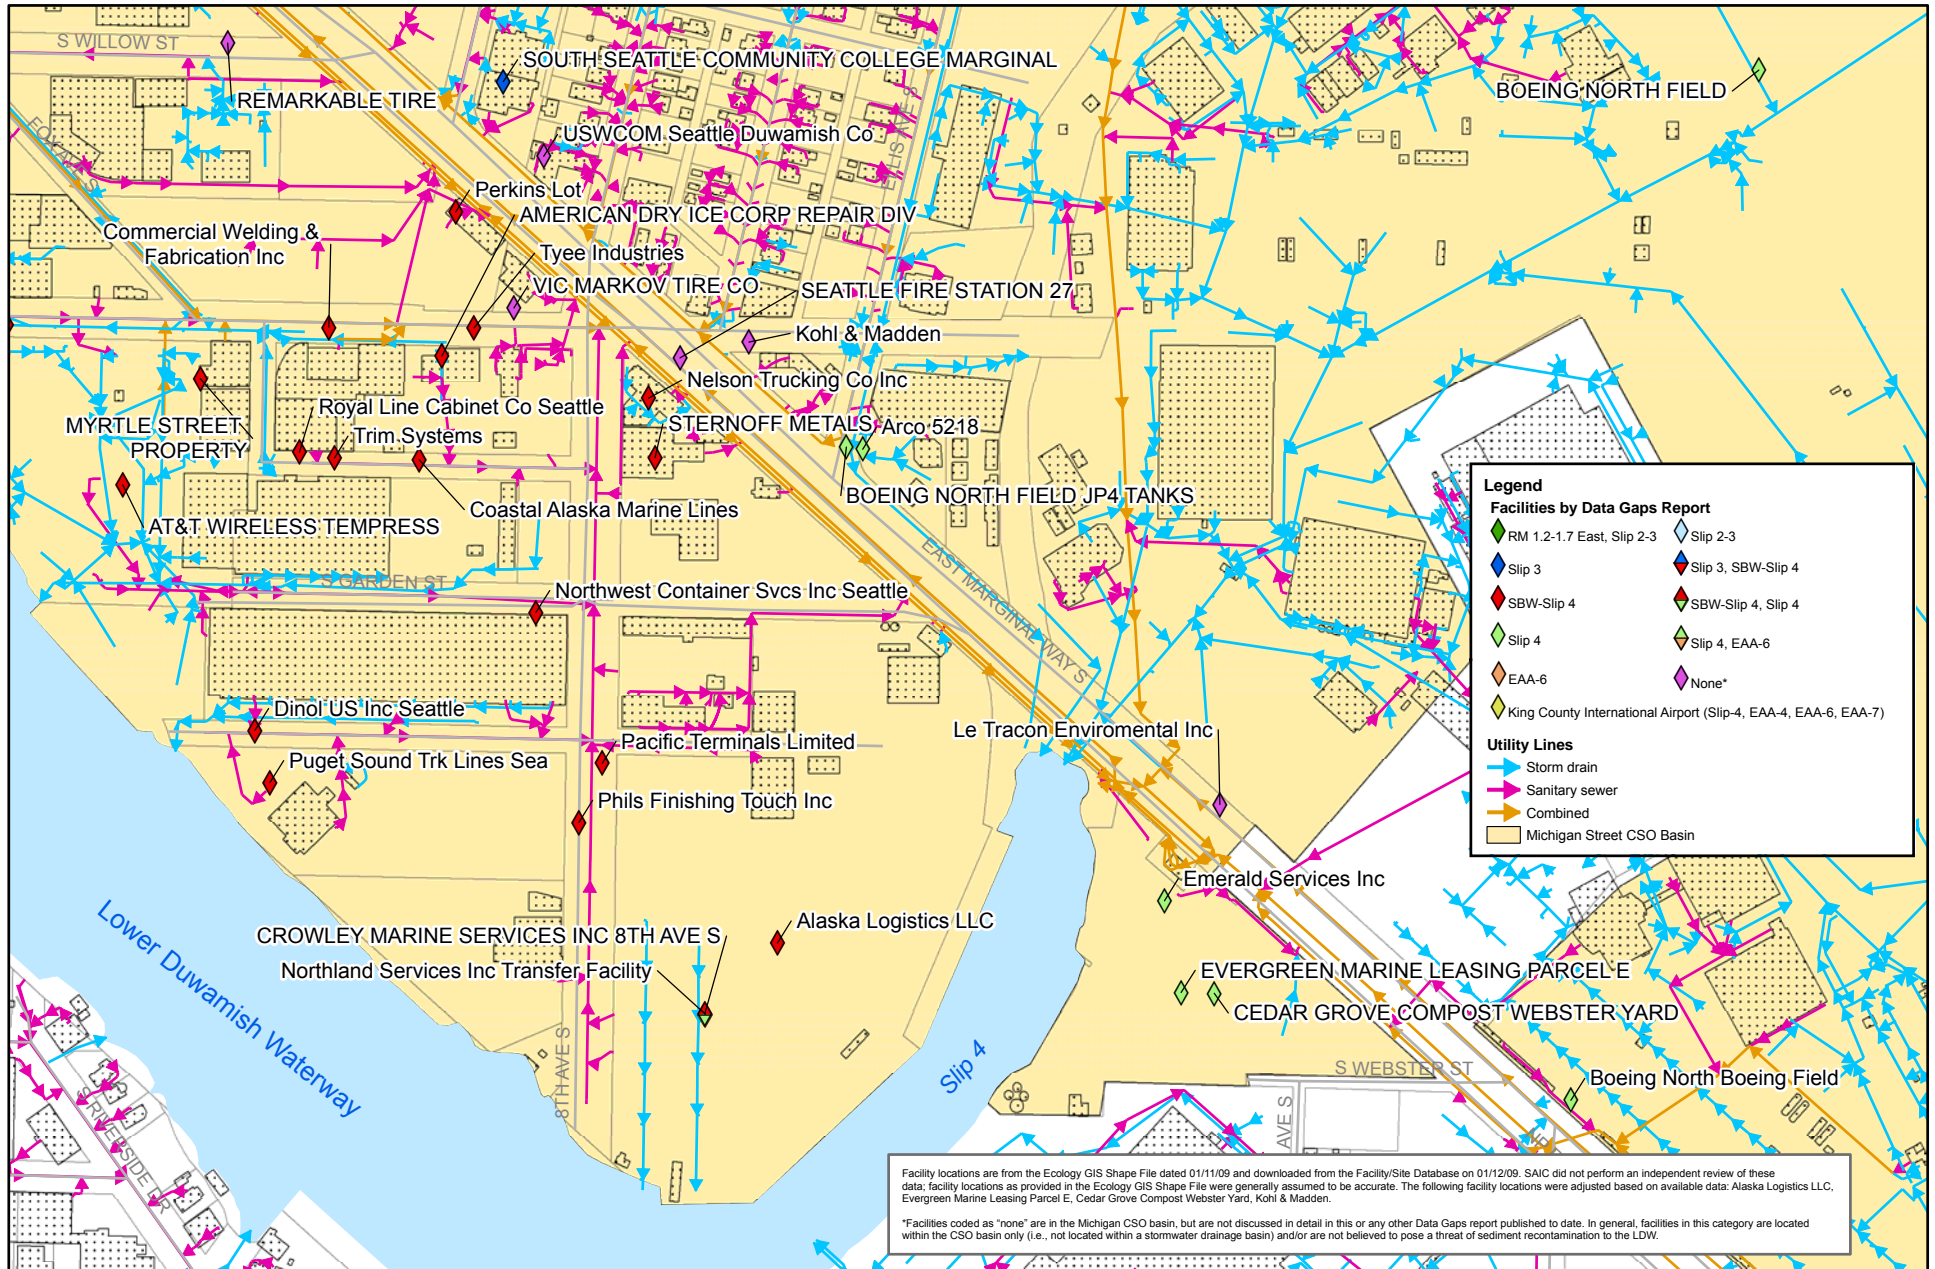 S WILLOW ST
SOUTH SEATTLE COMMUNITY COLLEGE MARGINAL
BOEING NORTH FIELD
REMARKABLE TIRE
USWCOM Seattle Duwamish Co
ELLIS AVE S
Perkins Lot
AMERICAN DRY ICE CORP REPAIR DIV
Commercial Welding &
Fabrication Inc
Tyee Industries
VIC MARKOV TIRE CO
SEATTLE FIRE STATION 27
Kohl & Madden
Nelson Trucking Co Inc
Royal Line Cabinet Co Seattle
MYRTLE STREET
PROPERTY
Trim Systems
STERNOFF METALS
Arco 5218
BOEING NORTH FIELD JP4 TANKS
Coastal Alaska Marine Lines
AT&T WIRELESS TEMPRESS
EAST MARGINAL WAY S
S GARDEN ST
Northwest Container Svcs Inc Seattle
Dinol US Inc Seattle
Pacific Terminals Limited
Le Tracon Enviromental Inc
Puget Sound Trk Lines Sea
Phils Finishing Touch Inc
Emerald Services Inc
Alaska Logistics LLC
CROWLEY MARINE SERVICES INC 8TH AVE S
Northland Services Inc Transfer Facility
EVERGREEN MARINE LEASING PARCEL E
CEDAR GROVE COMPOST WEBSTER YARD
Lower Duwamish Waterway
8TH AVE S
Slip 4
S WEBSTER ST
Boeing North Boeing Field
S RIVERSIDE DR
AVE S
Legend
Facilities by Data Gaps Report
RM 1.2-1.7 East, Slip 2-3
Slip 2-3
Slip 3
Slip 3, SBW-Slip 4
SBW-Slip 4
SBW-Slip 4, Slip 4
Slip 4
Slip 4, EAA-6
EAA-6
None*
King County International Airport (Slip-4, EAA-4, EAA-6, EAA-7)
Utility Lines
Storm drain
Sanitary sewer
Combined
Michigan Street CSO Basin
Facility locations are from the Ecology GIS Shape File dated 01/11/09 and downloaded from the Facility/Site Database on 01/12/09. SAIC did not perform an independent review of these
data; facility locations as provided in the Ecology GIS Shape File were generally assumed to be accurate. The following facility locations were adjusted based on available data: Alaska Logistics LLC,
Evergreen Marine Leasing Parcel E, Cedar Grove Compost Webster Yard, Kohl & Madden.
*Facilities coded as "none" are in the Michigan CSO basin, but are not discussed in detail in this or any other Data Gaps report published to date. In general, facilities in this category are located
within the CSO basin only (i.e., not located within a stormwater drainage basin) and/or are not believed to pose a threat of sediment recontamination to the LDW.